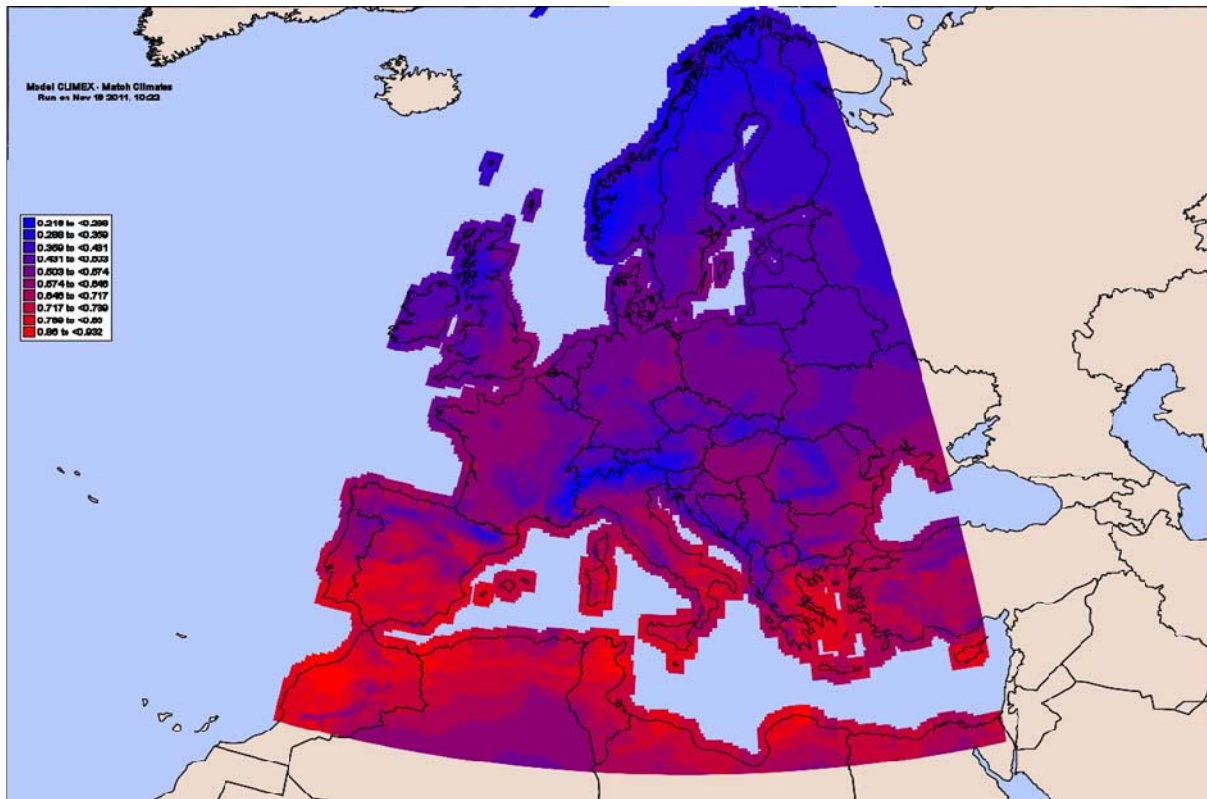 Model CLIMEX - Match Climates
Run on Nov 18 2011, 10:22
0.216 to <0.288
0.288 to <0.359
0.359 to <0.431
0.431 to <0.503
0.503 to <0.574
0.574 to <0.646
0.646 to <0.717
0.717 to <0.789
0.789 to <0.86
0.86 to <0.932